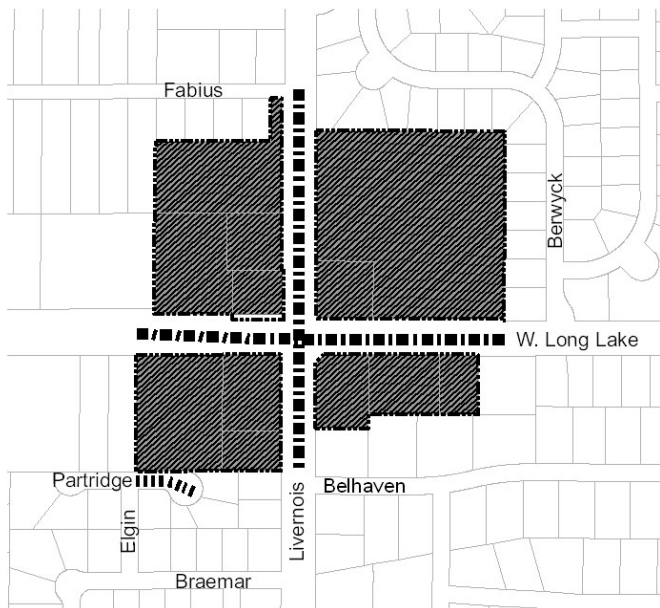 Fabius
Berwyck
W. Long Lake
Partridge
Belhaven
Elgin
Livernois
Braemar